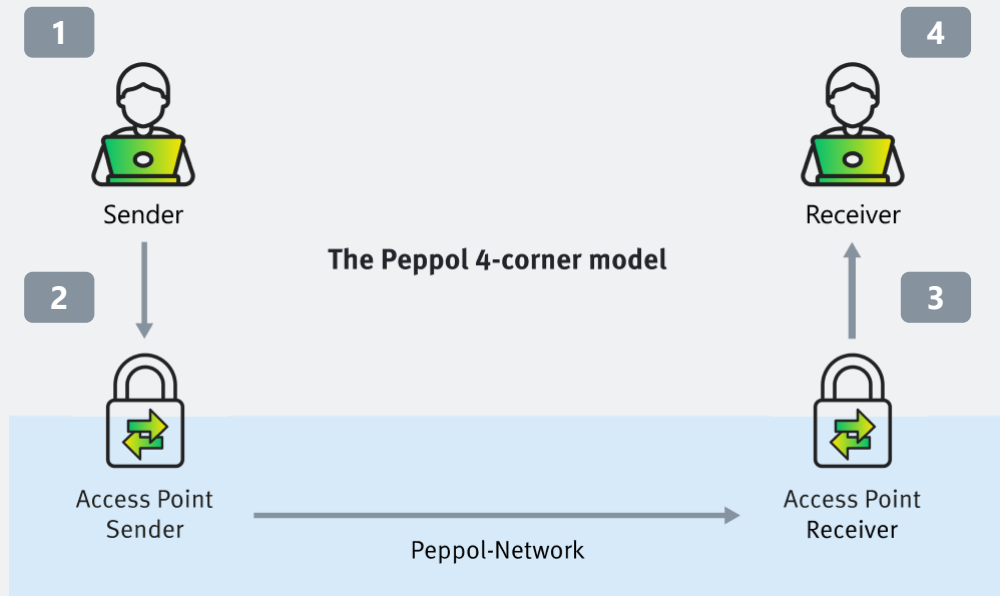 1
4
Sender
Receiver
The Peppol 4-corner model
2
3
Access Point
Sender
Access Point
Receiver
Peppol-Network